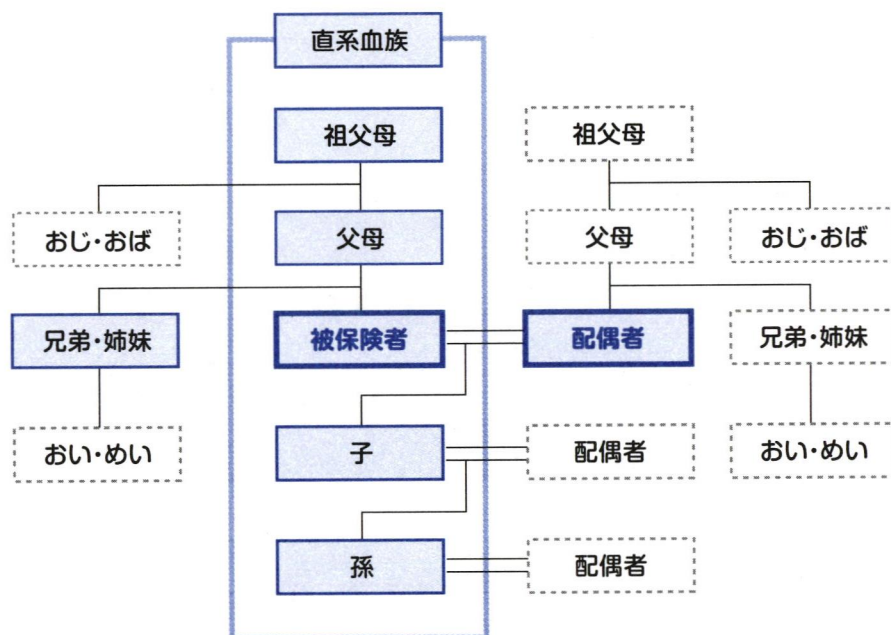 直系血族
祖父母
祖父母
おじ・おば
父母
父母
おじ・おば
兄弟・姉妹
被保険者
配偶者
兄弟・姉妹
おい・めい
子
配偶者
おい・めい
孫
配偶者